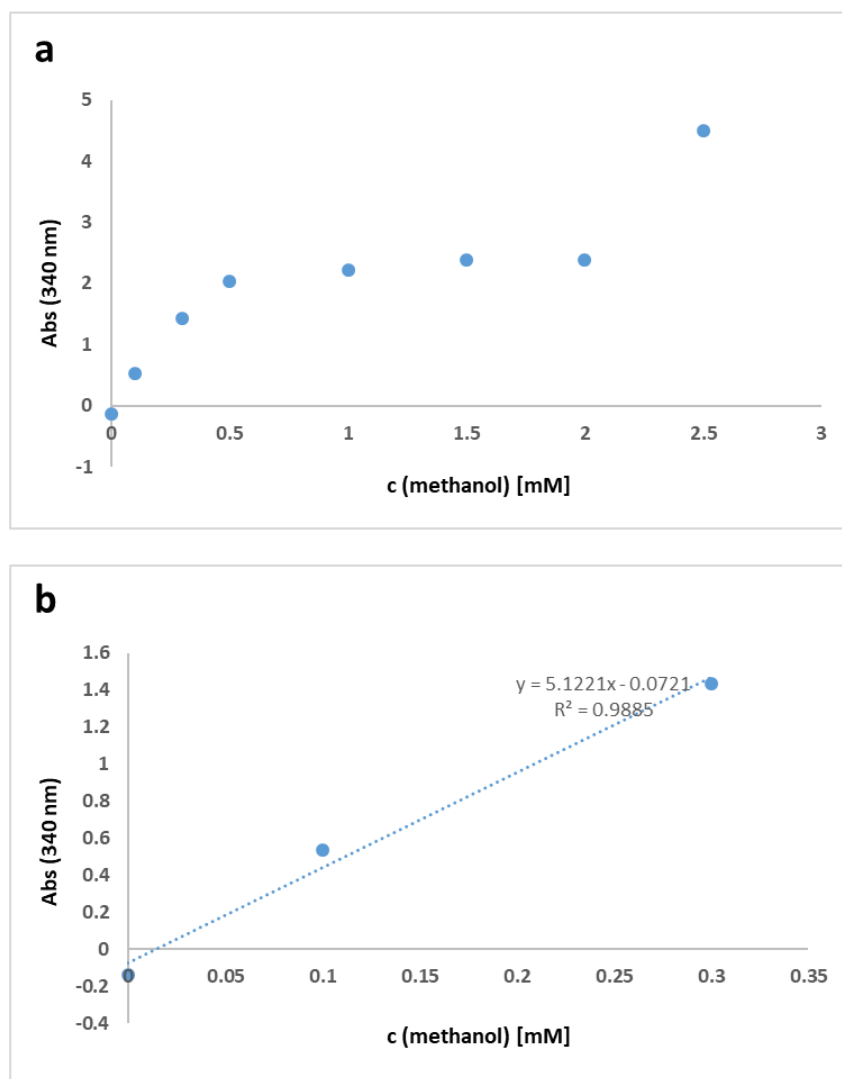 a
5
4
3
2
1
0
-1
0 0.5 1 1.5 2 2.5 3
Abs (340 nm)
c (methanol) [mM]
b
1.6
1.4
1.2
1
0.8
0.6
0.4
0.2
0
-0.2
-0.4
y = 5.1221x - 0.0721
R² = 0.9885
0 0.05 0.1 0.15 0.2 0.25 0.3 0.35
Abs (340 nm)
c (methanol) [mM]